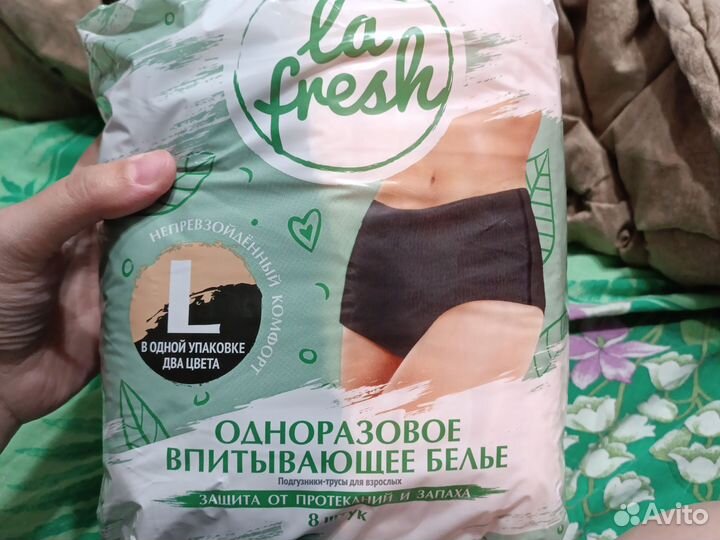 la
fresh
НЕПРЕВЗОЙДЁННЫЙ КОМФОРТ
L
В ОДНОЙ УПАКОВКЕ
ДВА ЦВЕТА
ОДНОРАЗОВОЕ
ВПИТЫВАЮЩЕЕ БЕЛЬЕ
Подгузники-трусы для взрослых
ЗАЩИТА ОТ ПРОТЕКАНИЙ И ЗАПАХА
8 штук
Avito